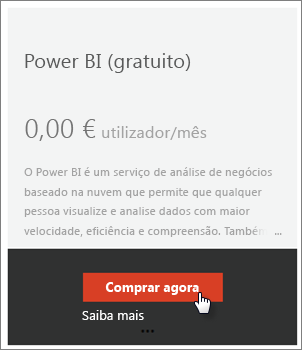 Power BI (gratuito)
0,00 € utilizador/mês
O Power BI é um serviço de análise de negócios
baseado na nuvem que permite que qualquer
pessoa visualize e analise dados com maior
velocidade, eficiência e compreensão. Também ...
Comprar agora
Saiba mais
...